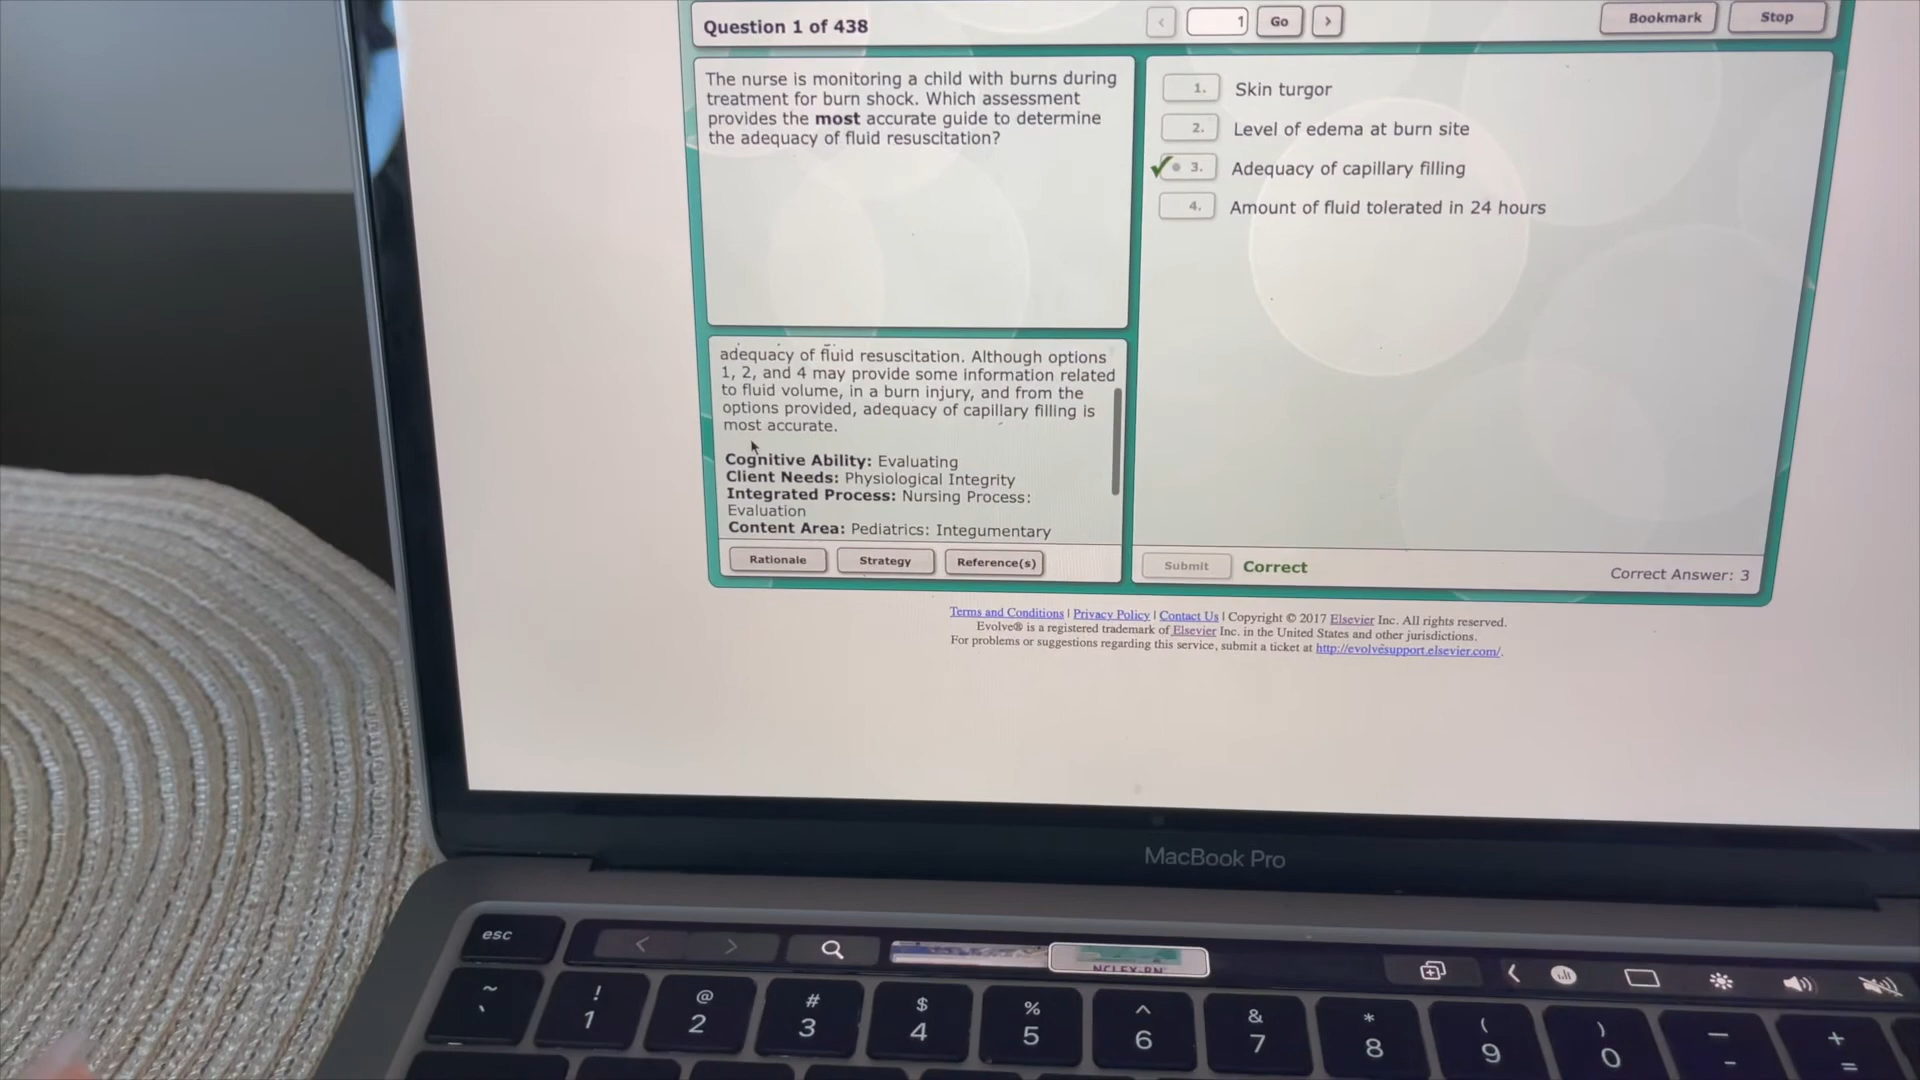 Question 1 of 438
<
1
Go
>
Bookmark
Stop
The nurse is monitoring a child with burns during
treatment for burn shock. Which assessment
provides the most accurate guide to determine
the adequacy of fluid resuscitation?
1. Skin turgor
2. Level of edema at burn site
3. Adequacy of capillary filling
4. Amount of fluid tolerated in 24 hours
adequacy of fluid resuscitation. Although options
1, 2, and 4 may provide some information related
to fluid volume, in a burn injury, and from the
options provided, adequacy of capillary filling is
most accurate.
Cognitive Ability: Evaluating
Client Needs: Physiological Integrity
Integrated Process: Nursing Process:
Evaluation
Content Area: Pediatrics: Integumentary
Rationale
Strategy
Reference(s)
Submit
Correct
Correct Answer: 3
Terms and Conditions | Privacy Policy | Contact Us | Copyright © 2017 Elsevier Inc. All rights reserved.
Evolve® is a registered trademark of Elsevier Inc. in the United States and other jurisdictions.
For problems or suggestions regarding this service, submit a ticket at http://evolvesupport.elsevier.com/.
MacBook Pro
esc
NCLEX-RN
~ `
! 1
@ 2
# 3
$ 4
% 5
^ 6
& 7
* 8
( 9
) 0
_ -
+ =